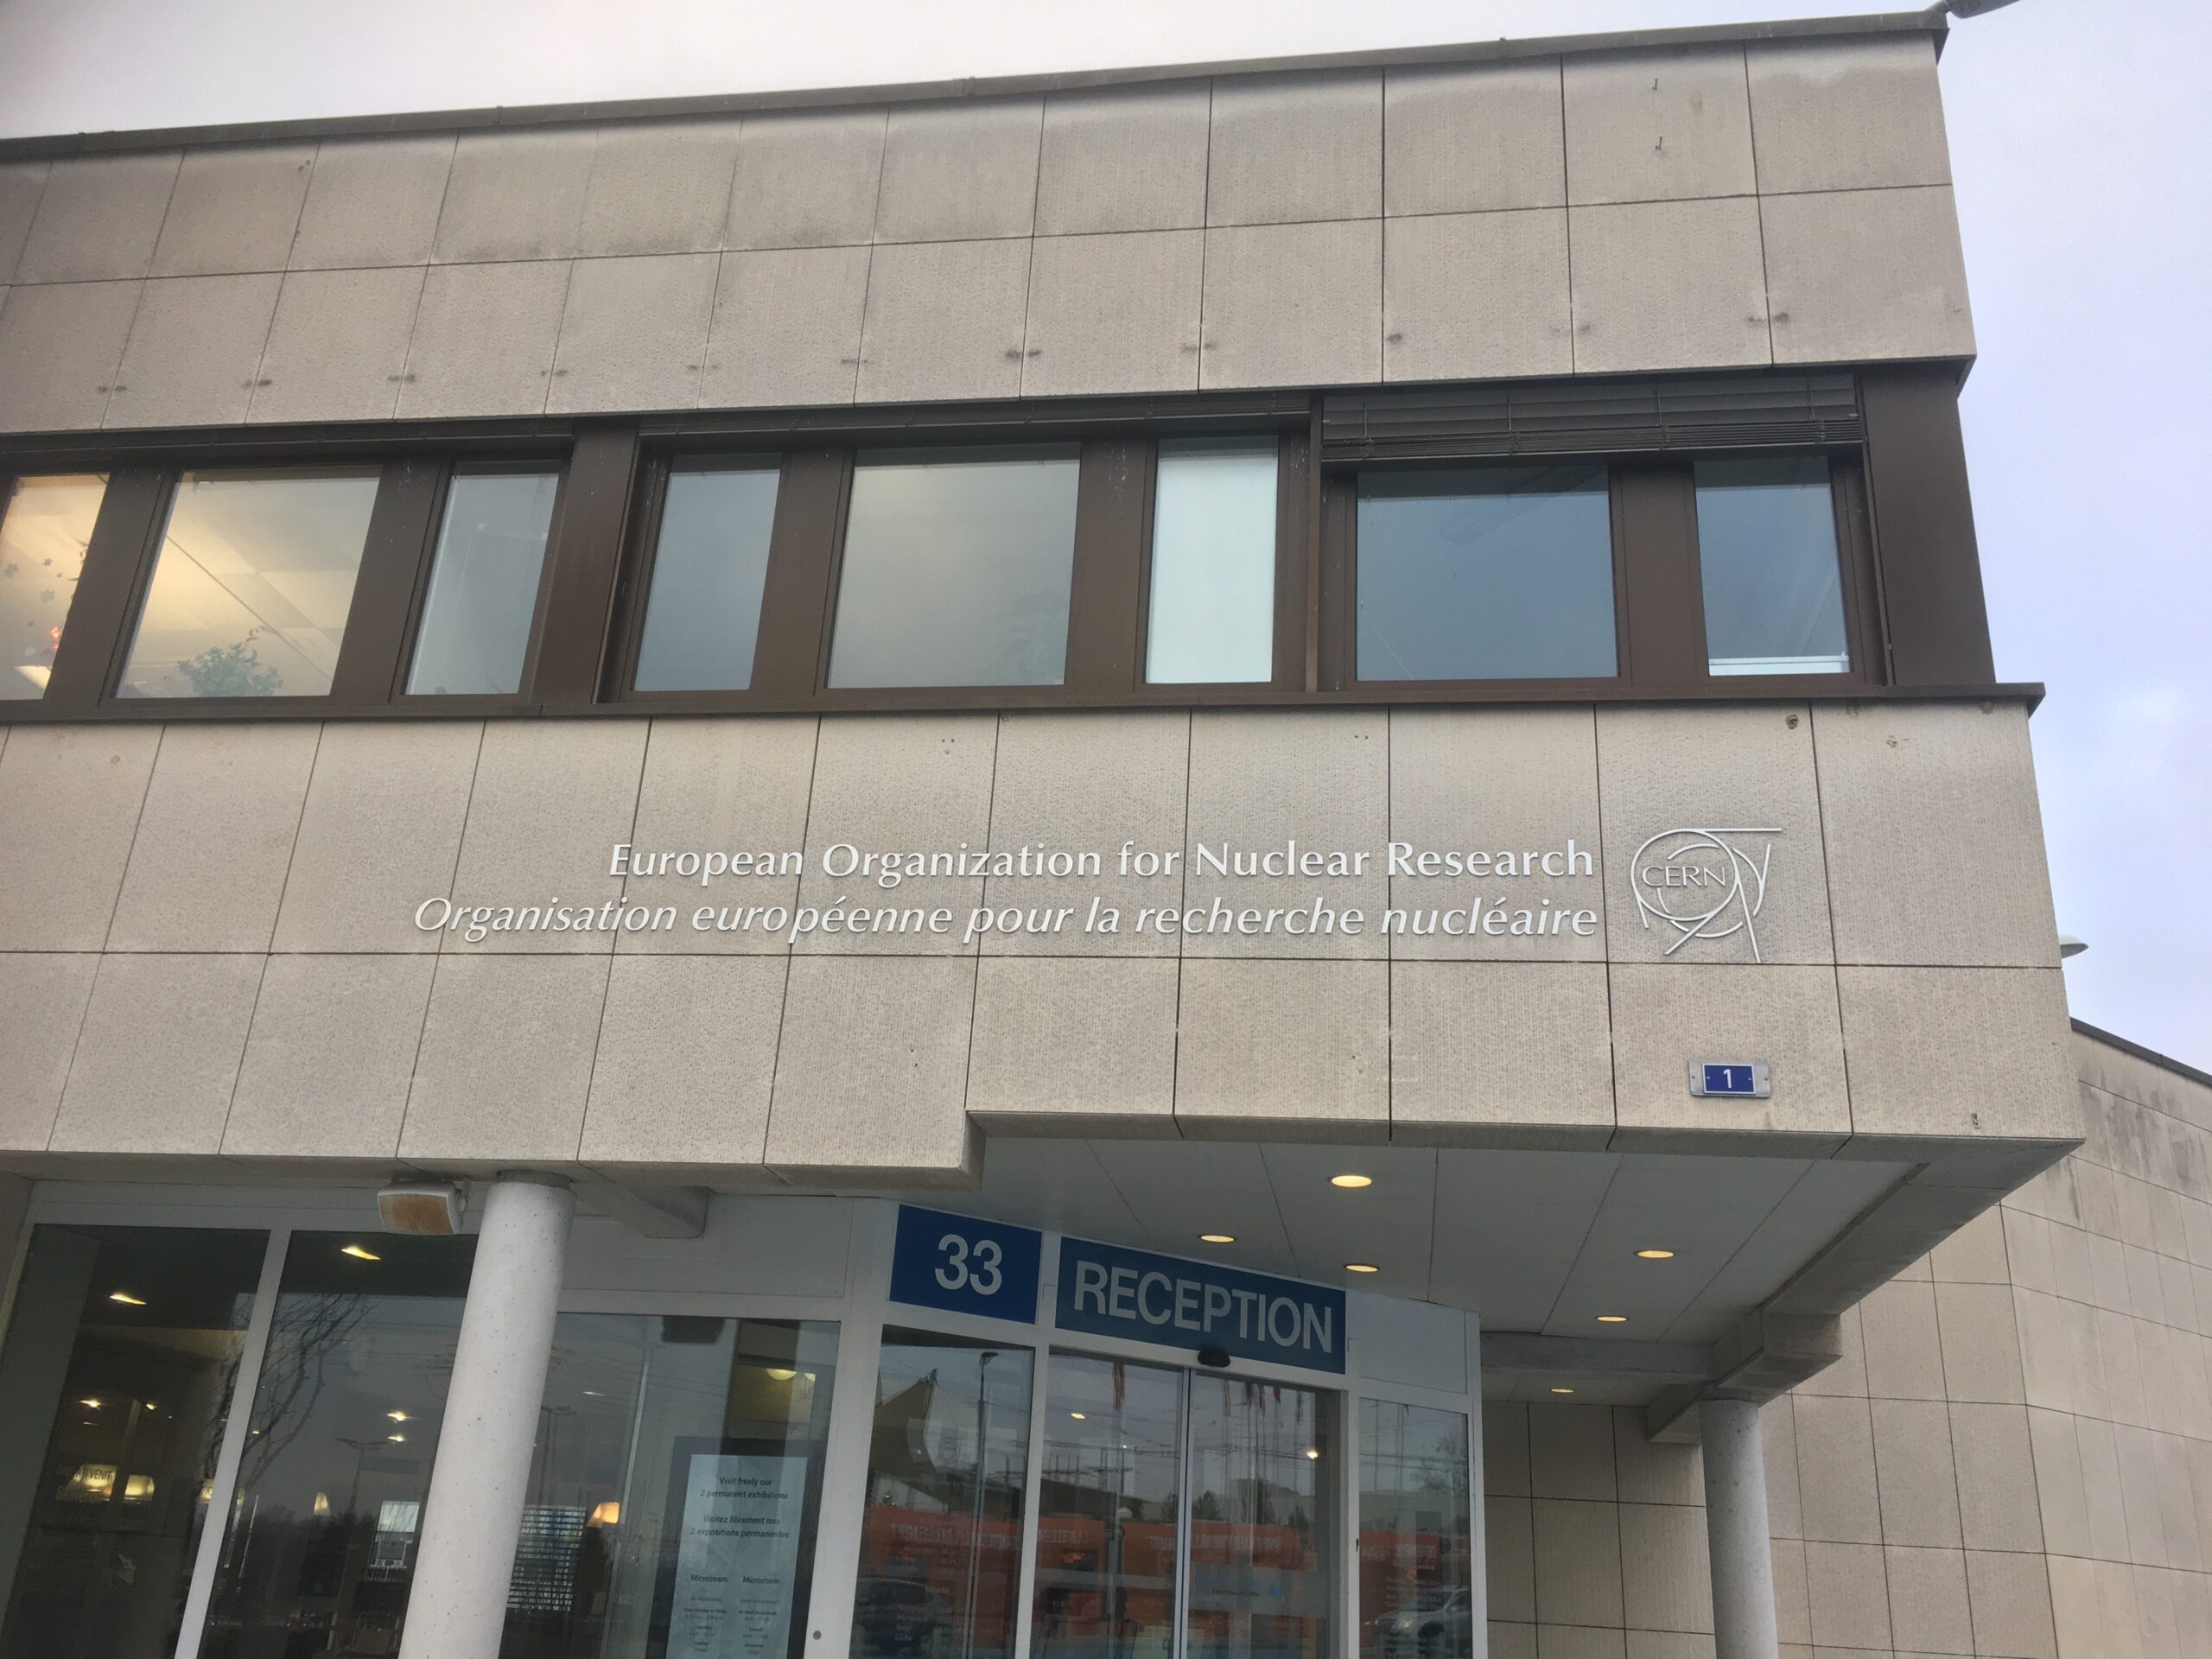 European Organization for Nuclear Research
Organisation européenne pour la recherche nucléaire
CERN
1
33
RECEPTION
Visit freely our
2 permanent exhibitions
Visitez librement nos
2 expositions permanentes
Microcosm Microcosm